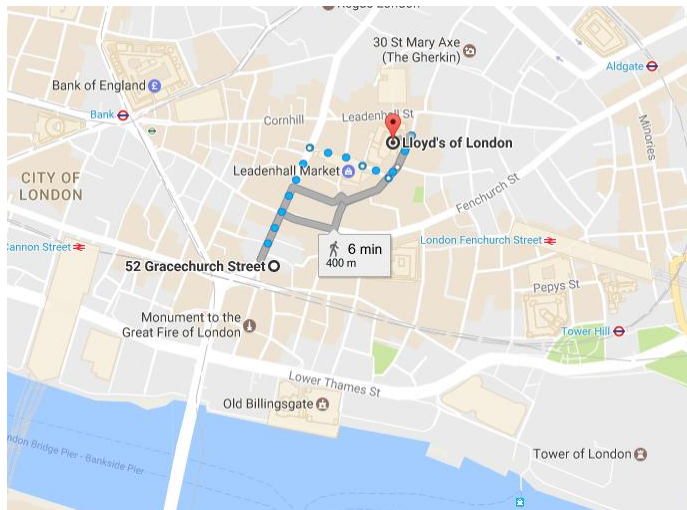 30 St Mary Axe
(The Gherkin)
Aldgate
Bank of England
Bank
Cornhill
Leadenhall St
Minories
Lloyd's of London
CITY OF
LONDON
Leadenhall Market
Fenchurch St
6 min
400 m
London Fenchurch Street
Cannon Street
52 Gracechurch Street
Pepys St
Monument to the
Great Fire of London
Tower Hill
Lower Thames St
Old Billingsgate
Bridge Pier - Bankside Pier
Tower of London